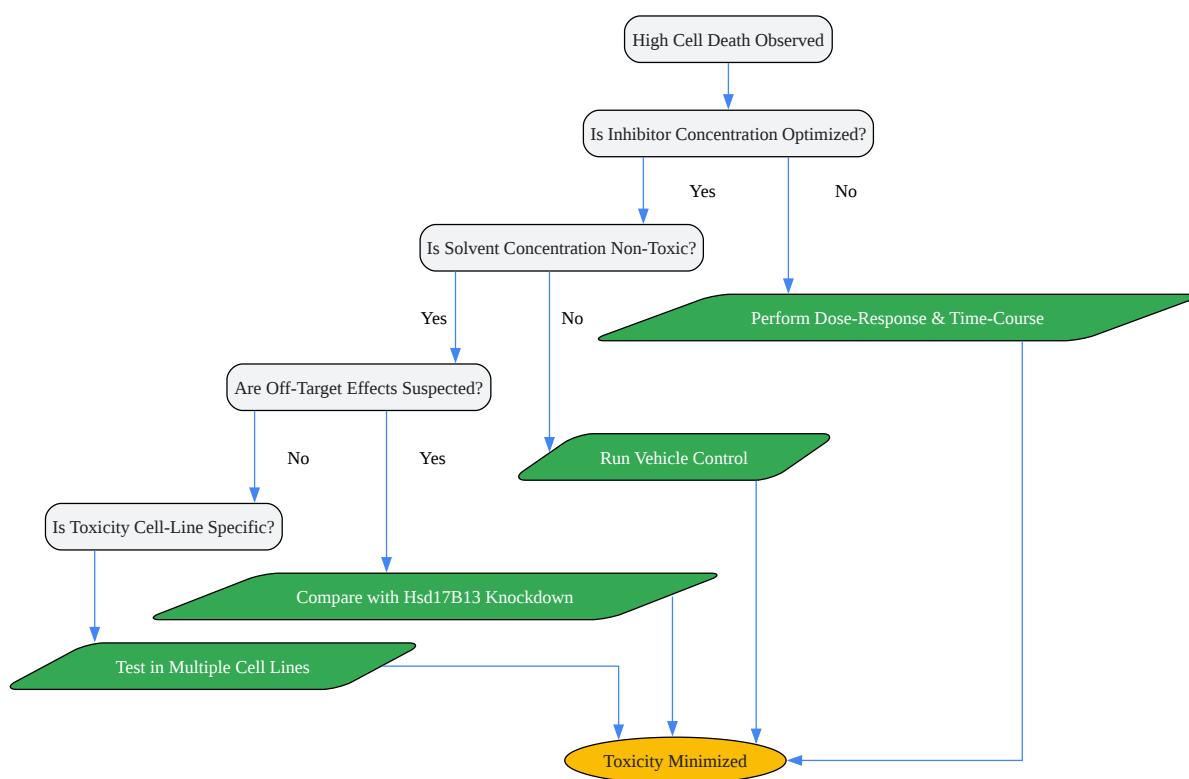 High Cell Death Observed
Is Inhibitor Concentration Optimized?
Yes
No
Is Solvent Concentration Non-Toxic?
Yes
No
Perform Dose-Response & Time-Course
Are Off-Target Effects Suspected?
No
Yes
Run Vehicle Control
Is Toxicity Cell-Line Specific?
Compare with Hsd17B13 Knockdown
Test in Multiple Cell Lines
Toxicity Minimized